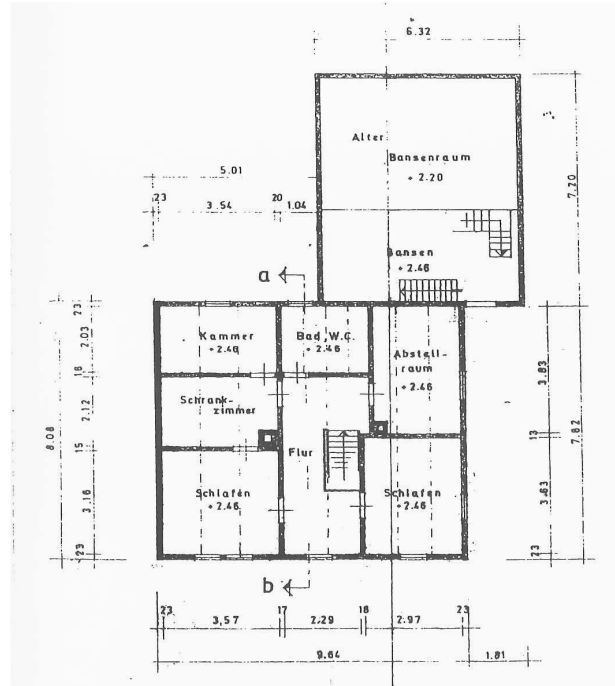 6.32
Alter
Bansenraum
+ 2.20
5.01
23
3.54
20
1.04
7.20
Bansen
+ 2.46
a
23
2.03
18
2.12
15
3.16
23
8.08
Kammer
+ 2.46
Bad, W.C.
+ 2.46
Abstell-
raum
+ 2.46
Schrank-
zimmer
Flur
Schlafen
+ 2.46
Schlafen
+ 2.46
3.83
13
3.63
23
7.82
b
23
3,57
17
2.29
18
2.97
23
9.64
1.81